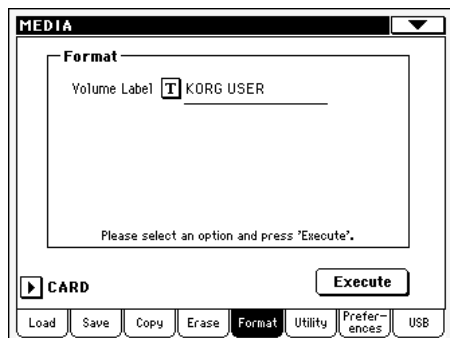 MEDIA
Format
Volume Label T KORG USER
Please select an option and press 'Execute'.
CARD
Execute
Load Save Copy Erase Format Utility Prefer-
ences USB